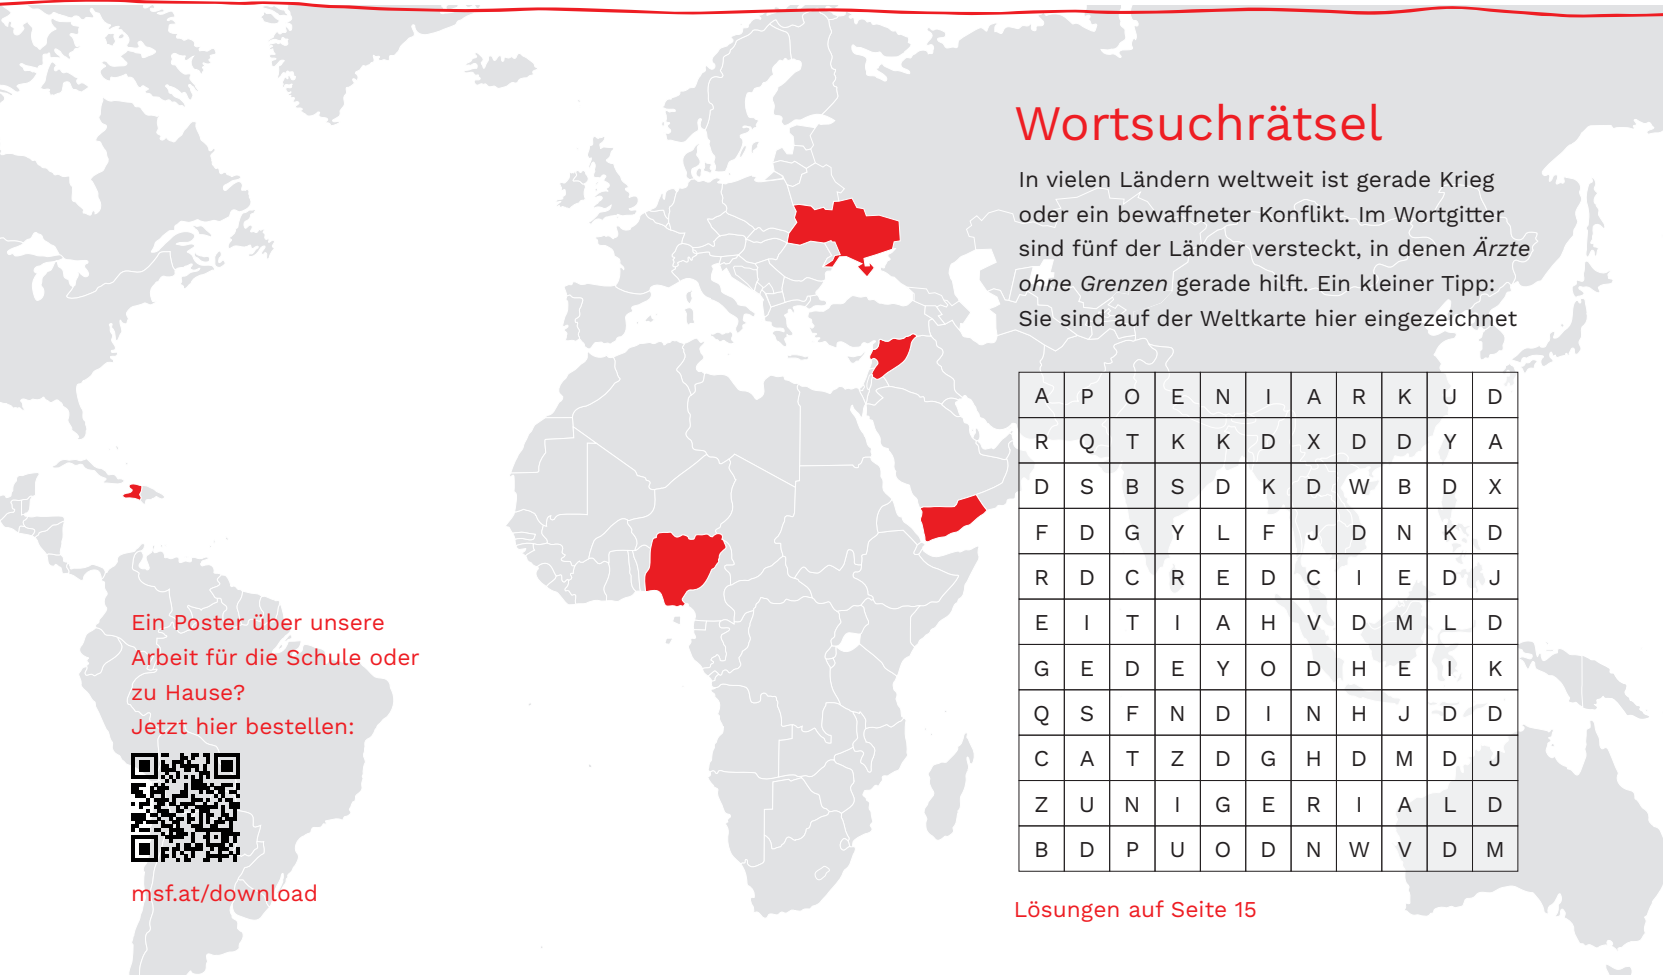 Wortsuchrätsel
In vielen Ländern weltweit ist gerade Krieg
oder ein bewaffneter Konflikt. Im Wortgitter
sind fünf der Länder versteckt, in denen Ärzte
ohne Grenzen gerade hilft. Ein kleiner Tipp:
Sie sind auf der Weltkarte hier eingezeichnet
A P O E N I A R K U D
R Q T K K D X D D Y A
D S B S D K D W B D X
F D G Y L F J D N K D
R D C R E D C I E D J
E I T I A H V D M L D
G E D E Y O D H E I K
Q S F N D I N H J D D
C A T Z D G H D M D J
Z U N I G E R I A L D
B D P U O D N W V D M
Lösungen auf Seite 15
Ein Poster über unsere
Arbeit für die Schule oder
zu Hause?
Jetzt hier bestellen:
msf.at/download